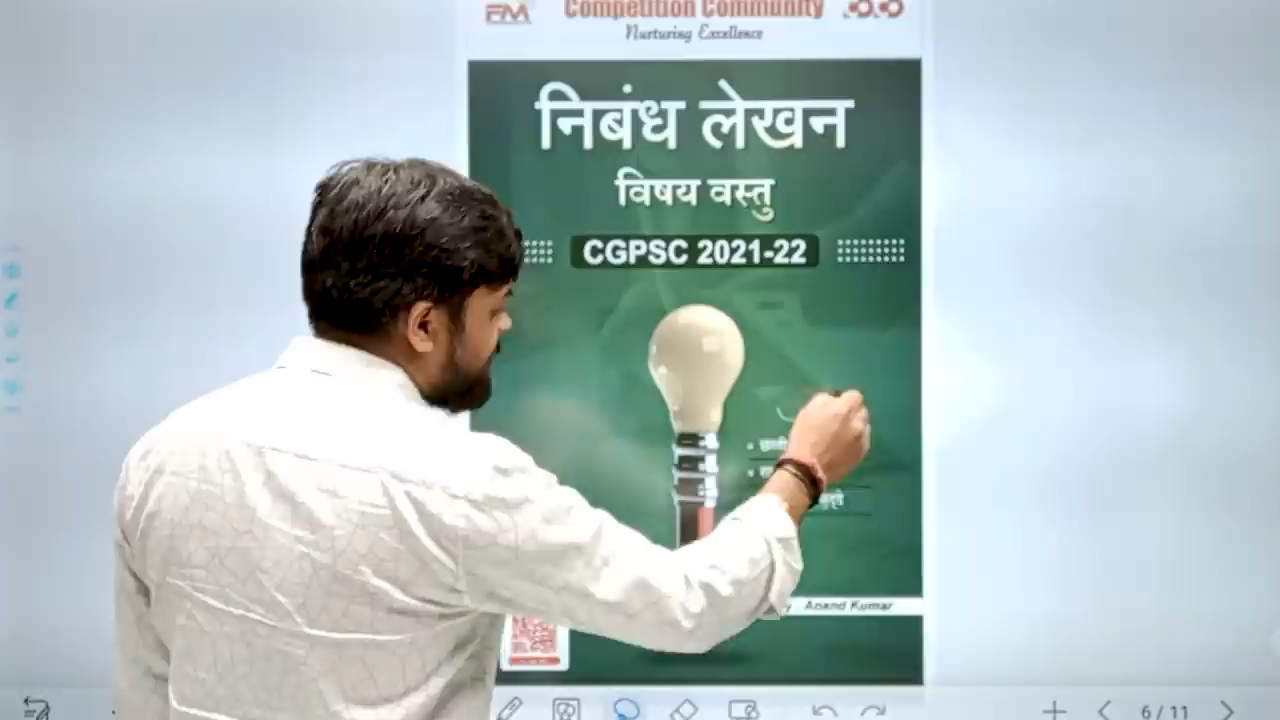 Competition Community
Nurturing Excellence
निबंध लेखन
विषय वस्तु
CGPSC 2021-22
Anand Kumar
6/11